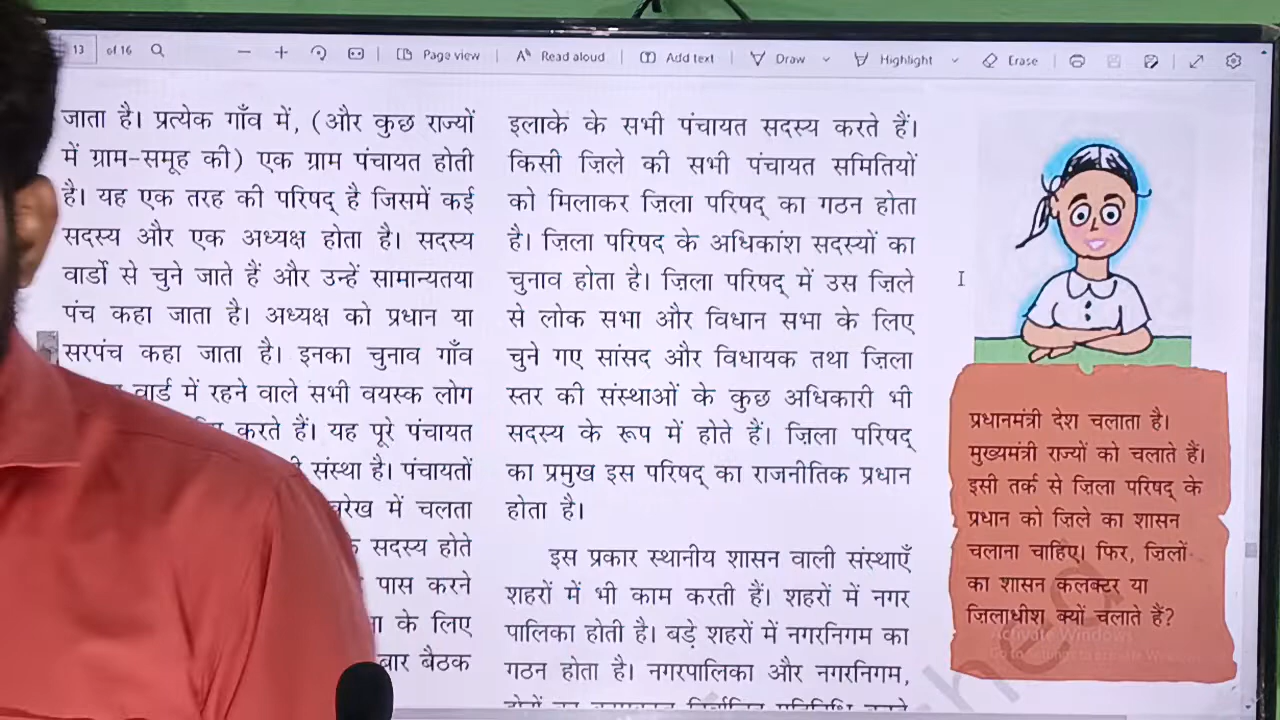 13 of 16 Page view Read aloud Add text Draw Highlight Erase
जाता है। प्रत्येक गाँव में, (और कुछ राज्यों
में ग्राम-समूह की) एक ग्राम पंचायत होती
है। यह एक तरह की परिषद् है जिसमें कई
सदस्य और एक अध्यक्ष होता है। सदस्य
वार्डों से चुने जाते हैं और उन्हें सामान्यतया
पंच कहा जाता है। अध्यक्ष को प्रधान या
सरपंच कहा जाता है। इनका चुनाव गाँव
वार्ड में रहने वाले सभी वयस्क लोग
करते हैं। यह पूरे पंचायत
संस्था है। पंचायतों
में चलता
सदस्य होते
पास करने
के लिए
बार बैठक
इलाके के सभी पंचायत सदस्य करते हैं।
किसी ज़िले की सभी पंचायत समितियों
को मिलाकर ज़िला परिषद् का गठन होता
है। ज़िला परिषद के अधिकांश सदस्यों का
चुनाव होता है। ज़िला परिषद् में उस ज़िले
से लोक सभा और विधान सभा के लिए
चुने गए सांसद और विधायक तथा ज़िला
स्तर की संस्थाओं के कुछ अधिकारी भी
सदस्य के रूप में होते हैं। ज़िला परिषद्
का प्रमुख इस परिषद् का राजनीतिक प्रधान
होता है।
इस प्रकार स्थानीय शासन वाली संस्थाएँ
शहरों में भी काम करती हैं। शहरों में नगर
पालिका होती है। बड़े शहरों में नगरनिगम का
गठन होता है। नगरपालिका और नगरनिगम,
प्रधानमंत्री देश चलाता है।
मुख्यमंत्री राज्यों को चलाते हैं।
इसी तर्क से ज़िला परिषद् के
प्रधान को ज़िले का शासन
चलाना चाहिए। फिर, ज़िलों
का शासन कलक्टर या
ज़िलाधीश क्यों चलाते हैं?
Activate Windows
Go to Settings to activate Windows